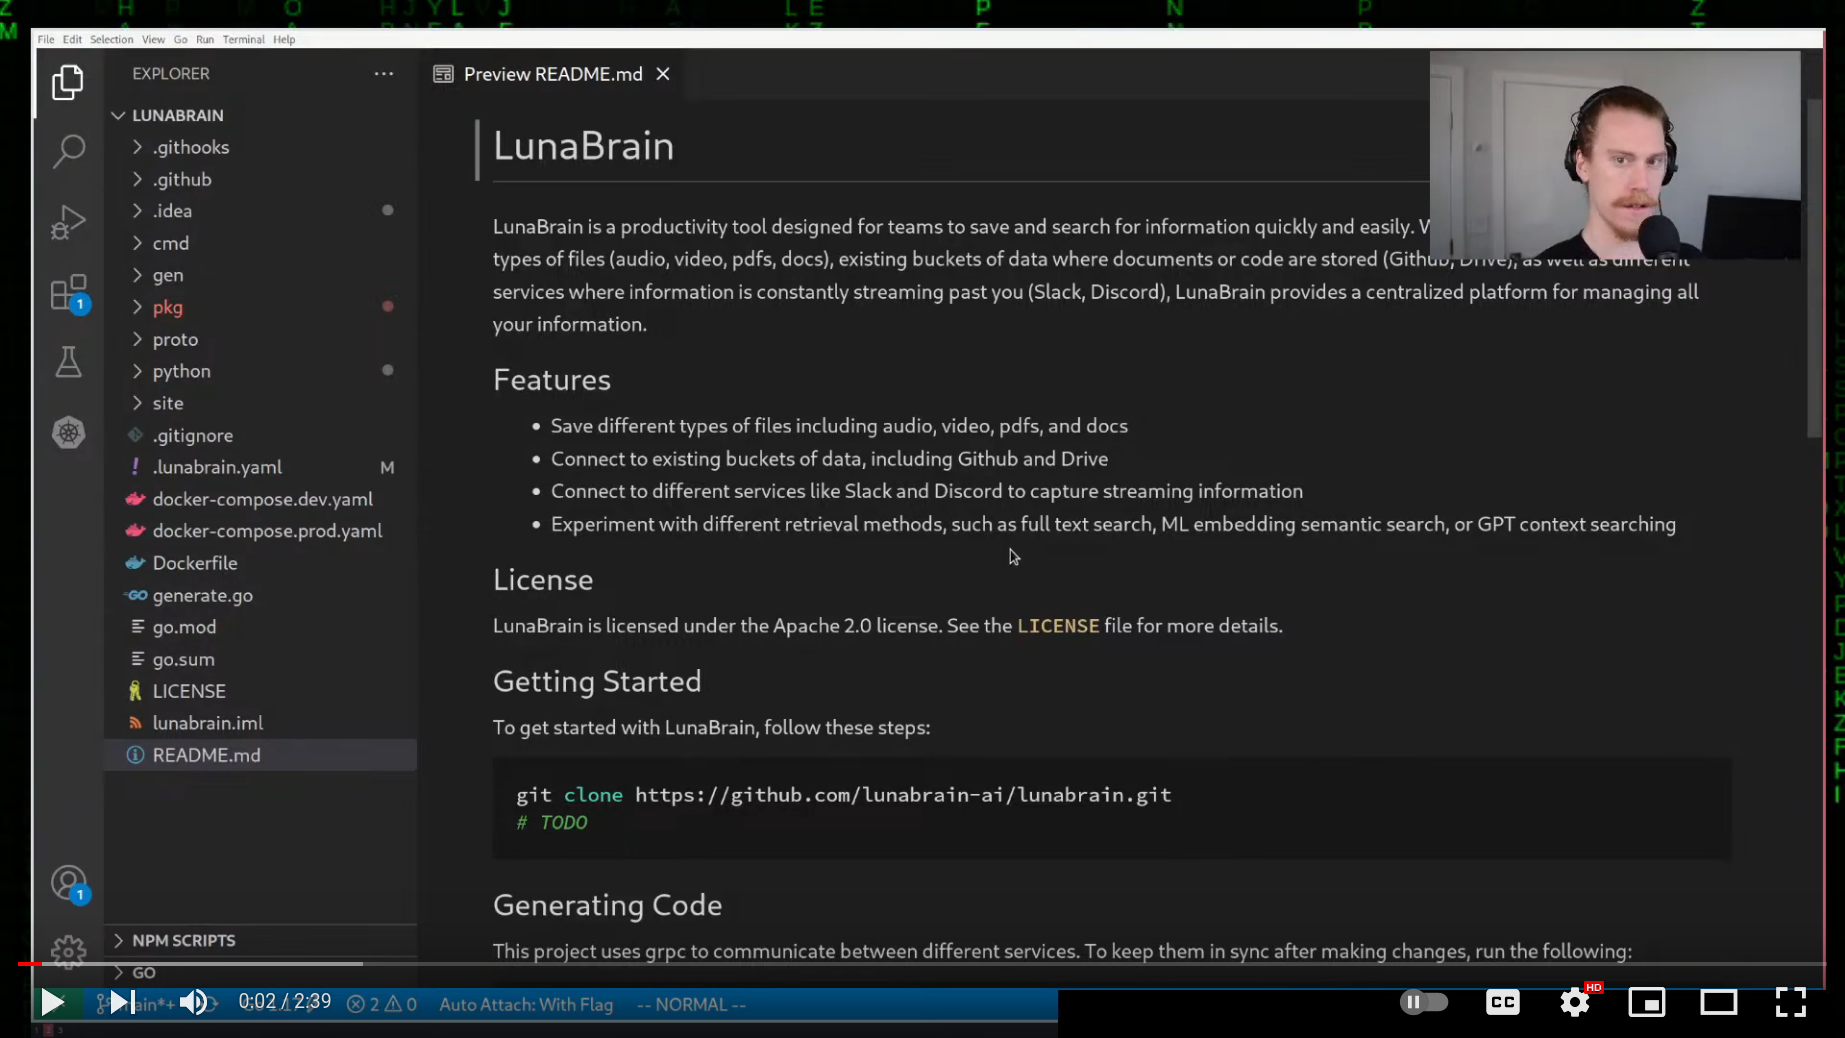 File Edit Selection View Go Run Terminal Help
EXPLORER
Preview README.md
LUNABRAIN
.githooks
.github
.idea
cmd
gen
pkg
proto
python
site
.gitignore
.lunabrain.yaml M
docker-compose.dev.yaml
docker-compose.prod.yaml
Dockerfile
generate.go
go.mod
go.sum
LICENSE
lunabrain.iml
README.md
NPM SCRIPTS
GO
1
1
LunaBrain
LunaBrain is a productivity tool designed for teams to save and search for information quickly and easily.
types of files (audio, video, pdfs, docs), existing buckets of data where documents or code are stored (Github, Drive), as well as different
services where information is constantly streaming past you (Slack, Discord), LunaBrain provides a centralized platform for managing all
your information.
Features
• Save different types of files including audio, video, pdfs, and docs
• Connect to existing buckets of data, including Github and Drive
• Connect to different services like Slack and Discord to capture streaming information
• Experiment with different retrieval methods, such as full text search, ML embedding semantic search, or GPT context searching
License
LunaBrain is licensed under the Apache 2.0 license. See the LICENSE file for more details.
Getting Started
To get started with LunaBrain, follow these steps:
git clone https://github.com/lunabrain-ai/lunabrain.git
# TODO
Generating Code
This project uses grpc to communicate between different services. To keep them in sync after making changes, run the following:
0:02 / 2:39
2 0 Auto Attach: With Flag -- NORMAL --
CC HD